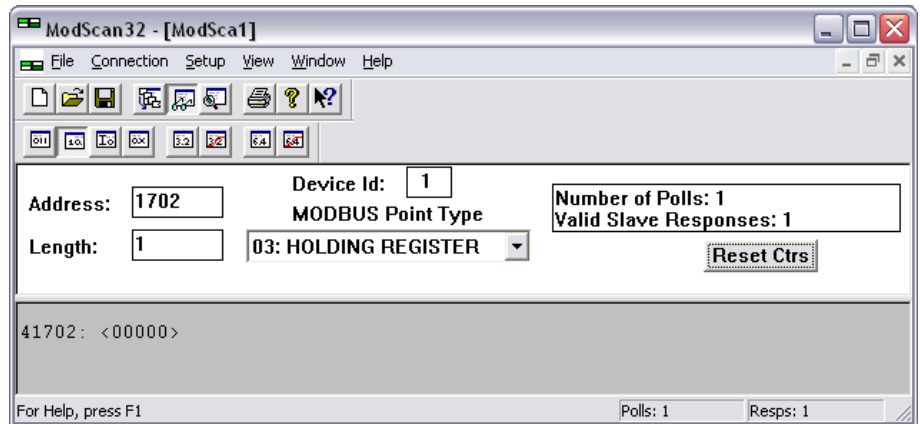 ModScan32 - [ModSca1]
File Connection Setup View Window Help
Address: 1702
Device Id: 1
MODBUS Point Type
Length: 1
03: HOLDING REGISTER
Number of Polls: 1
Valid Slave Responses: 1
Reset Ctrs
41702: <00000>
For Help, press F1
Polls: 1
Resps: 1